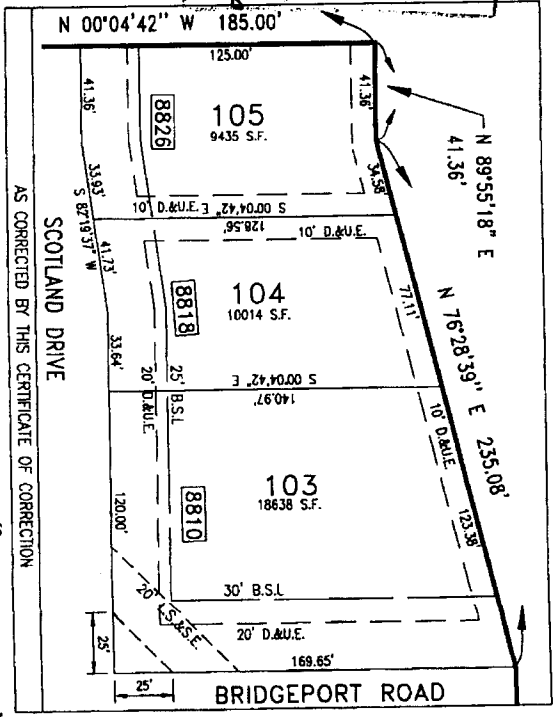 N 00°04'42" W 185.00'
125.00'
41.36'
41.36'
N 89°55'18" E
41.36'
105
9435 S.F.
8826
33.93'
34.58'
10' D.&U.E.
S 00°04'42" E
128.56'
10' D.&U.E.
S 82°19'37" W
41.73'
77.11'
N 76°28'39" E 235.08'
104
10014 S.F.
8818
33.64'
20' D.&U.E.
25' B.S.L
S 00°04'42" E
140.97'
10' D.&U.E.
SCOTLAND DRIVE
AS CORRECTED BY THIS CERTIFICATE OF CORRECTION
103
18638 S.F.
8810
120.00'
123.38'
30' B.S.L
20' L.S.&S.E.
20' D.&U.E.
25'
169.65'
25'
BRIDGEPORT ROAD